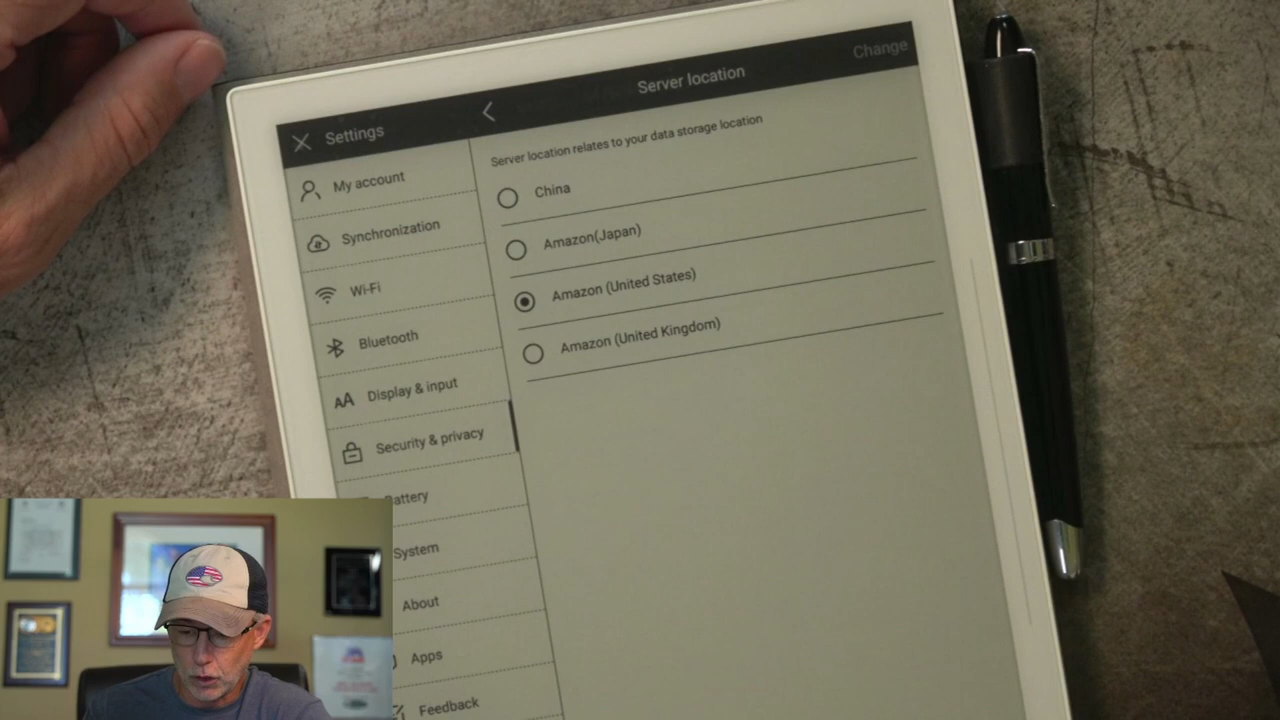 Settings
Server location
Change
My account
Synchronization
Wi-Fi
Bluetooth
Display & input
Security & privacy
Battery
System
About
Apps
Feedback
Server location relates to your data storage location
China
Amazon(Japan)
Amazon (United States)
Amazon (United Kingdom)